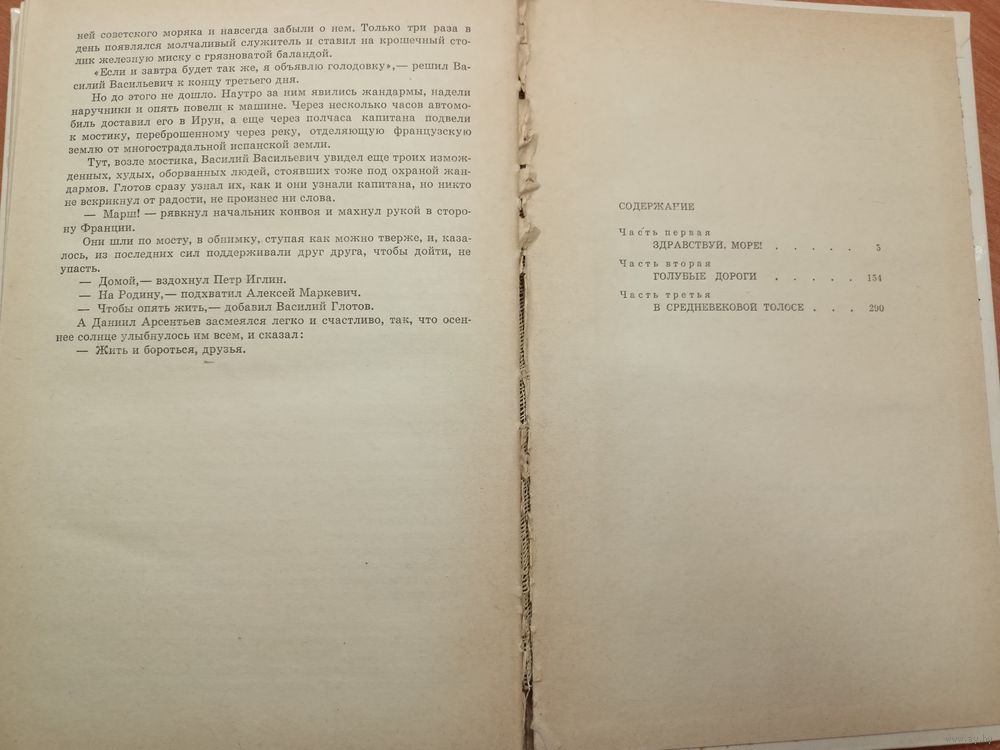 ней советского моряка и навсегда забыли о нем. Только три раза в
день появлялся молчаливый служитель и ставил на крошечный сто-
лик железную миску с грязноватой баландой.
«Если и завтра будет так же, я объявлю голодовку»,— решил Ва-
силий Васильевич к концу третьего дня.
Но до этого не дошло. Наутро за ним явились жандармы, надели
наручники и опять повели к машине. Через несколько часов автомо-
биль доставил его в Ирун, а еще через полчаса капитана подвели
к мостику, переброшенному через реку, отделяющую французскую
землю от многострадальной испанской земли.
Тут, возле мостика, Василий Васильевич увидел еще троих измож-
денных, худых, оборванных людей, стоявших тоже под охраной жан-
дармов. Глотов сразу узнал их, как и они узнали капитана, но никто
не вскрикнул от радости, не произнес ни слова.
— Марш! — рявкнул начальник конвоя и махнул рукой в сторо-
ну Франции.
Они шли по мосту, в обнимку, ступая как можно тверже, и, каза-
лось, из последних сил поддерживали друг друга, чтобы дойти, не
упасть.
— Домой,— вздохнул Петр Иглин.
— На Родину,— подхватил Алексей Маркевич.
— Чтобы опять жить,— добавил Василий Глотов.
А Даниил Арсентьев засмеялся легко и счастливо, так, что осен-
нее солнце улыбнулось им всем, и сказал:
— Жить и бороться, друзья.
СОДЕРЖАНИЕ
Часть первая
ЗДРАВСТВУЙ, МОРЕ! . . . . . 5
Часть вторая
ГОЛУБЫЕ ДОРОГИ . . . . . 154
Часть третья
В СРЕДНЕВЕКОВОЙ ТОЛОСЕ . . . 290
ay.by